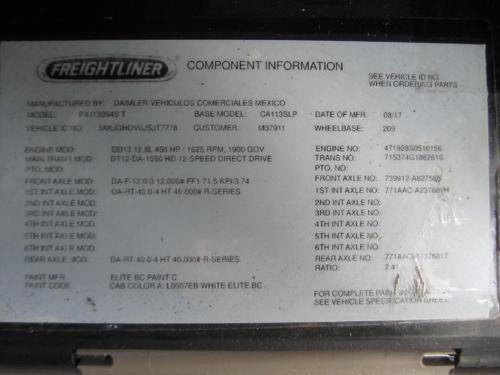 FREIGHTLINER COMPONENT INFORMATION
SEE VEHICLE ID NO
WHEN ORDERING PARTS
MANUFACTURED BY: DAIMLER VEHICULOS COMERCIALES MEXICO
MODEL: PX113064S T BASE MODEL: CA113SLP DATE OF MFR: 08/17
VEHICLE ID NO CUSTOMER: M37911 WHEELBASE: 209
ENGINE MOD: DD13 12.8L 450 HP / 1625 RPM, 1900 GOV ENGINE NO: 471928S0510156
MAIN TRANS MOD: DT12-DA-1550 HD 12-SPEED DIRECT DRIVE TRANS NO: 715374G1882616
PTO. MOD: PTO. NO:
FRONT AXLE MOD: DA-F-12.0-3 12,000# FF1 71.5 KPI/3.74 FRONT AXLE NO:
1ST INT AXLE MOD: DA-RT-40.0-4 HT 40,000# R-SERIES 1ST INT AXLE NO:
2ND INT AXLE MOD: 2ND INT AXLE NO:
3RD INT AXLE MOD: 3RD INT AXLE NO:
4TH INT AXLE MOD: 4TH INT AXLE NO:
5TH INT AXLE MOD: 5TH INT AXLE NO:
6TH INT AXLE MOD: 6TH INT AXLE NO:
REAR AXLE MOD: DA-RT-40.0-4 HT 40,000# R-SERIES REAR AXLE NO:
RATIO: 2.41
PAINT MFR: ELITE BC PAINT C
PAINT CODE: CAB COLOR A: L0007EB WHITE ELITE BC FOR COMPLETE PAINT
SEE VEHICLE SPECIFICATION SHEET